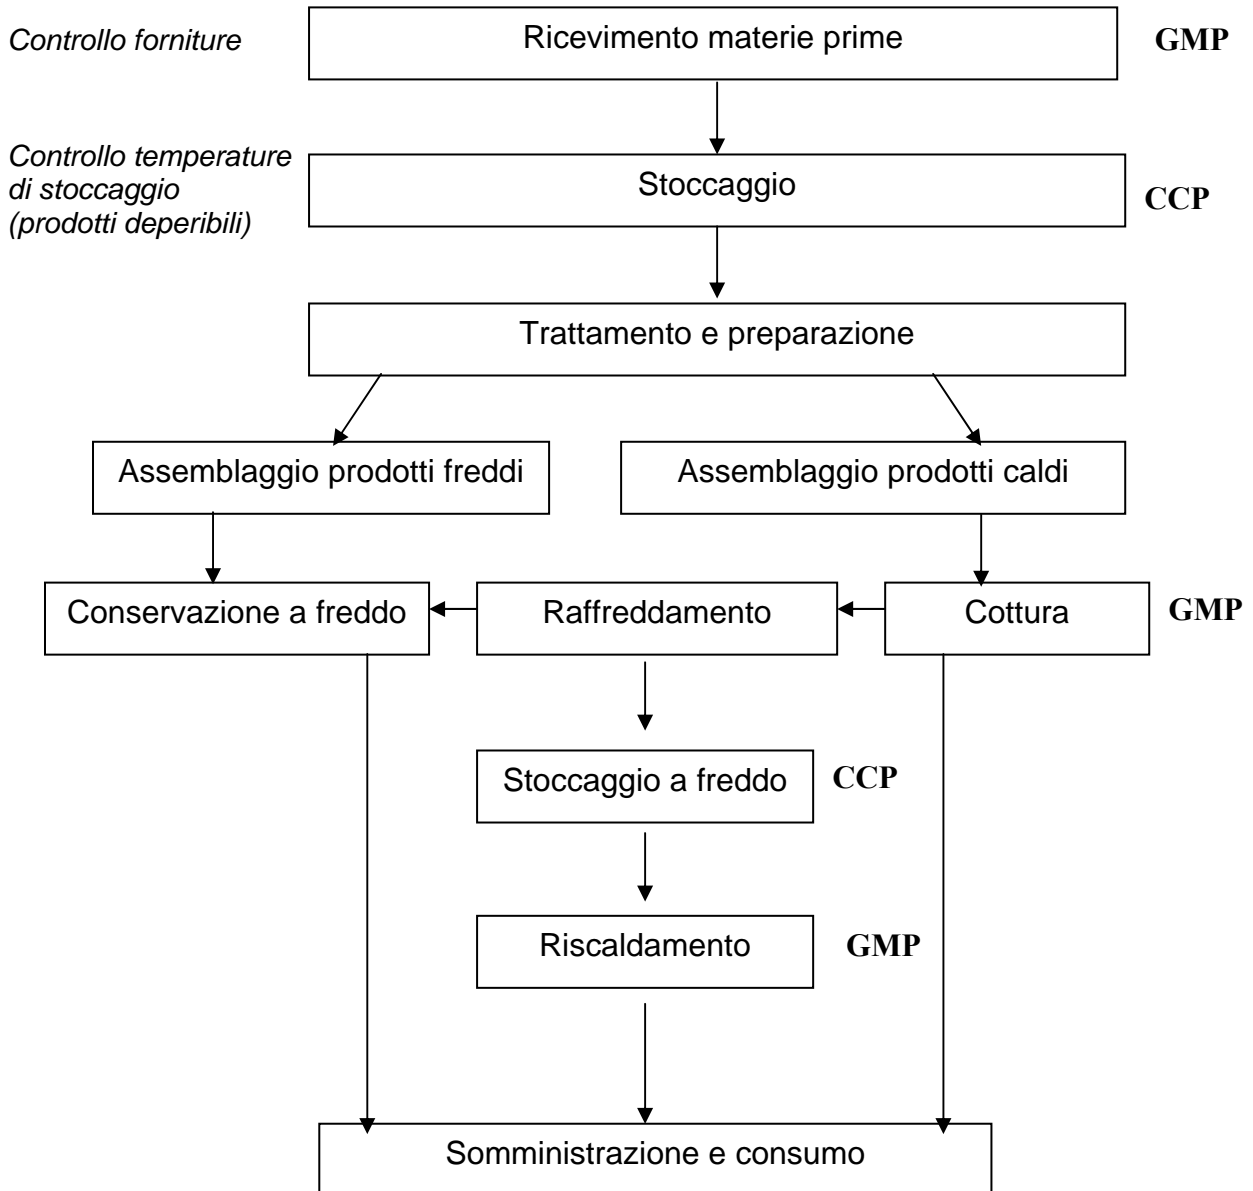 Controllo forniture
Ricevimento materie prime
GMP
Controllo temperature
di stoccaggio
(prodotti deperibili)
Stoccaggio
CCP
Trattamento e preparazione
Assemblaggio prodotti freddi
Assemblaggio prodotti caldi
Conservazione a freddo
Raffreddamento
Cottura
GMP
Stoccaggio a freddo
CCP
Riscaldamento
GMP
Somministrazione e consumo